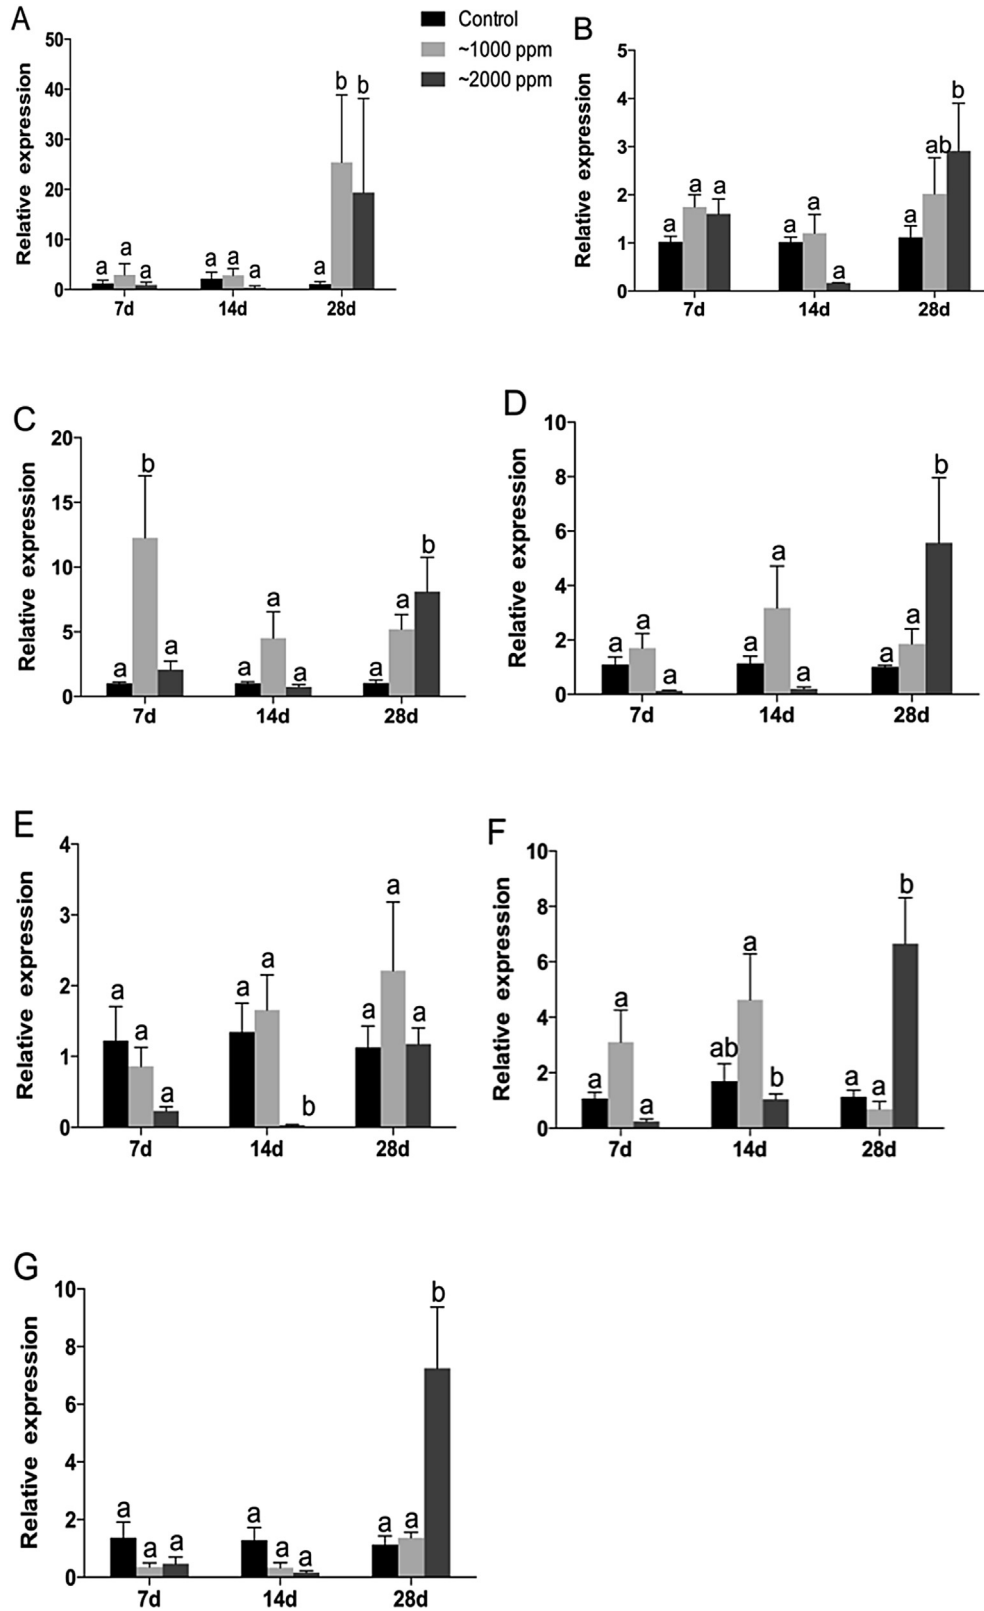 A
Control
~1000 ppm
~2000 ppm
Relative expression
50
40
30
20
10
0
a a a
a a a
a b b
7d 14d 28d
B
Relative expression
5
4
3
2
1
0
a a a
a a a
a ab b
7d 14d 28d
C
Relative expression
20
15
10
5
0
a b a
a a a
a a b
7d 14d 28d
D
Relative expression
10
8
6
4
2
0
a a a
a a a
a a b
7d 14d 28d
E
Relative expression
4
3
2
1
0
a a a
a a b
a a a
7d 14d 28d
F
Relative expression
10
8
6
4
2
0
a a a
ab a b
a a b
7d 14d 28d
G
Relative expression
10
8
6
4
2
0
a a a
a a a
a a b
7d 14d 28d